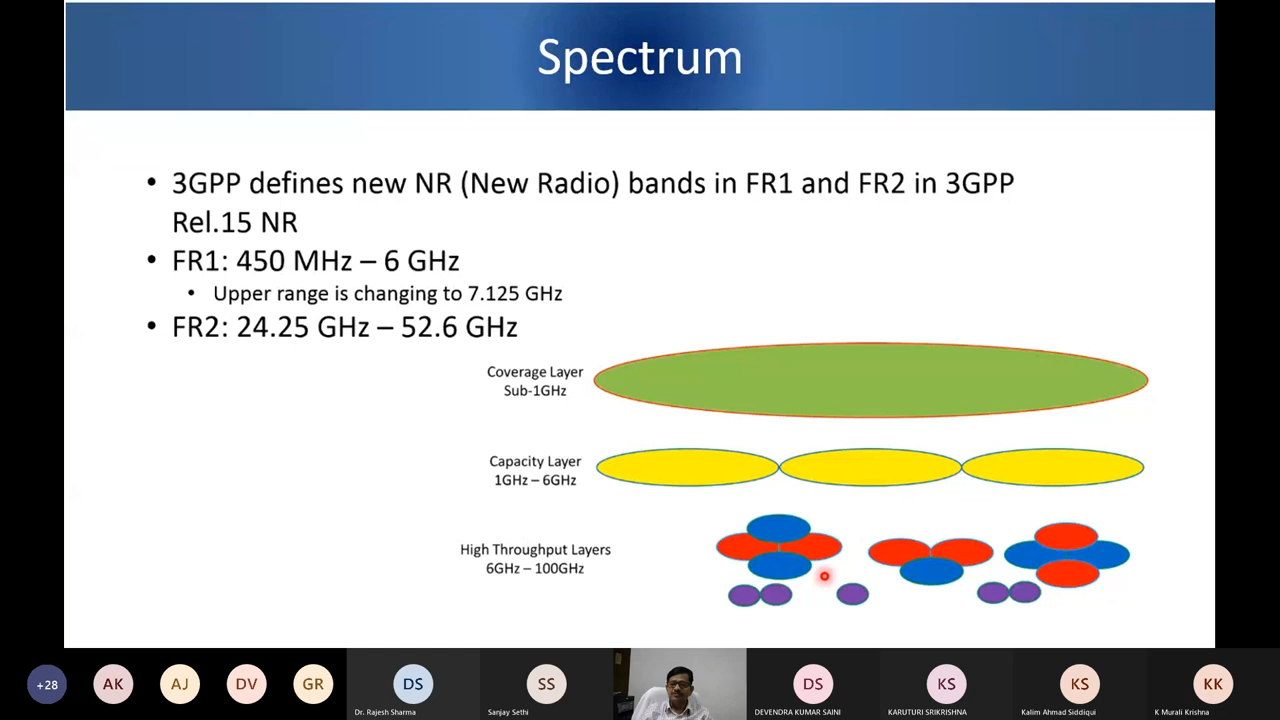 Spectrum
• 3GPP defines new NR (New Radio) bands in FR1 and FR2 in 3GPP
Rel.15 NR
• FR1: 450 MHz – 6 GHz
• Upper range is changing to 7.125 GHz
• FR2: 24.25 GHz – 52.6 GHz
Coverage Layer
Sub-1GHz
Capacity Layer
1GHz – 6GHz
High Throughput Layers
6GHz – 100GHz
+28 AK AJ DV GR DS SS DS KS KS KK
Dr. Rajesh Sharma Sanjay Sethi DEVENDRA KUMAR SAINI KARUTURI SRIKRISHNA Kalim Ahmad Siddiqui K Murali Krishna